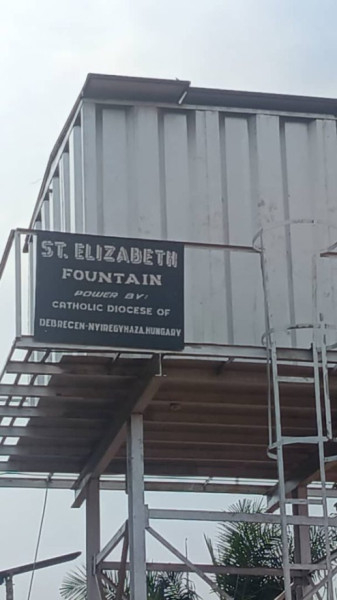 ST. ELIZABETH
FOUNTAIN
POWER BY:
CATHOLIC DIOCESE OF
DEBRECEN-NYIREGYHAZA.HUNGARY